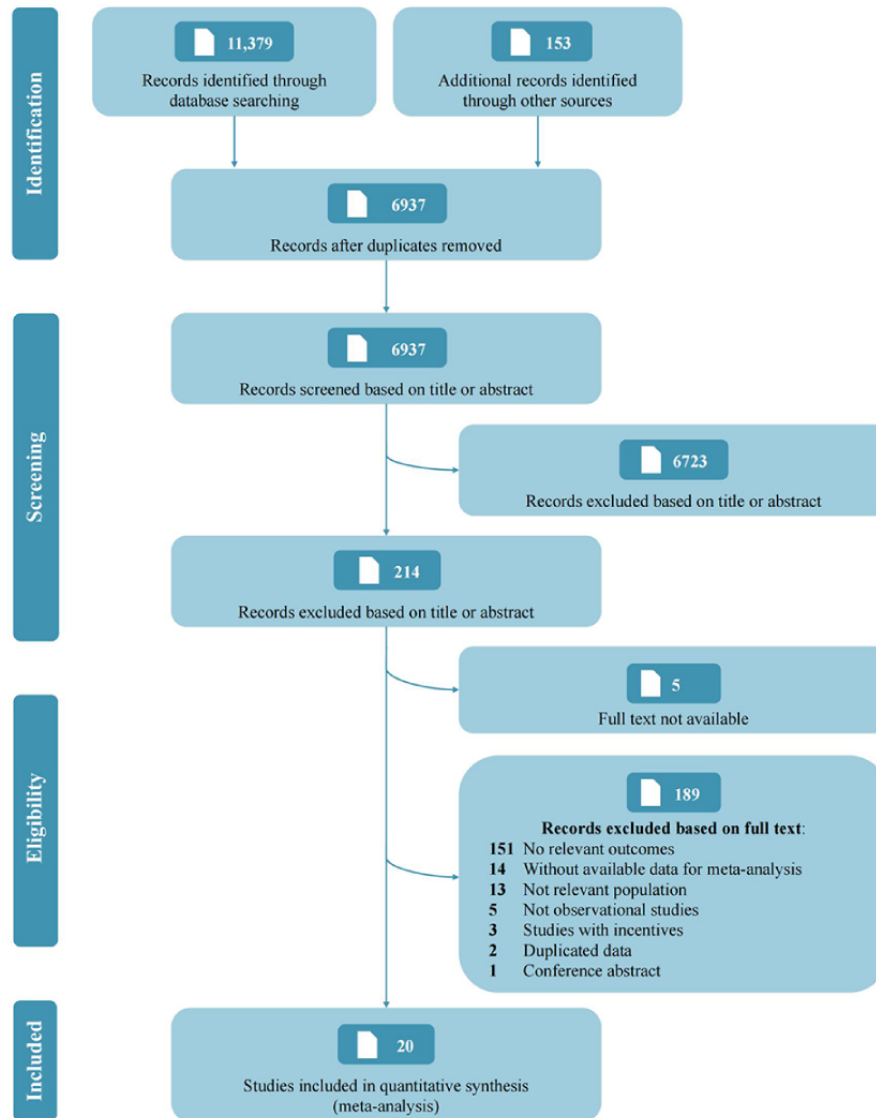 Identification
11,379
Records identified through
database searching
153
Additional records identified
through other sources
6937
Records after duplicates removed
Screening
6937
Records screened based on title or abstract
6723
Records excluded based on title or abstract
214
Records excluded based on title or abstract
Eligibility
5
Full text not available
189
Records excluded based on full text:
151 No relevant outcomes
14 Without available data for meta-analysis
13 Not relevant population
5 Not observational studies
3 Studies with incentives
2 Duplicated data
1 Conference abstract
Included
20
Studies included in quantitative synthesis
(meta-analysis)